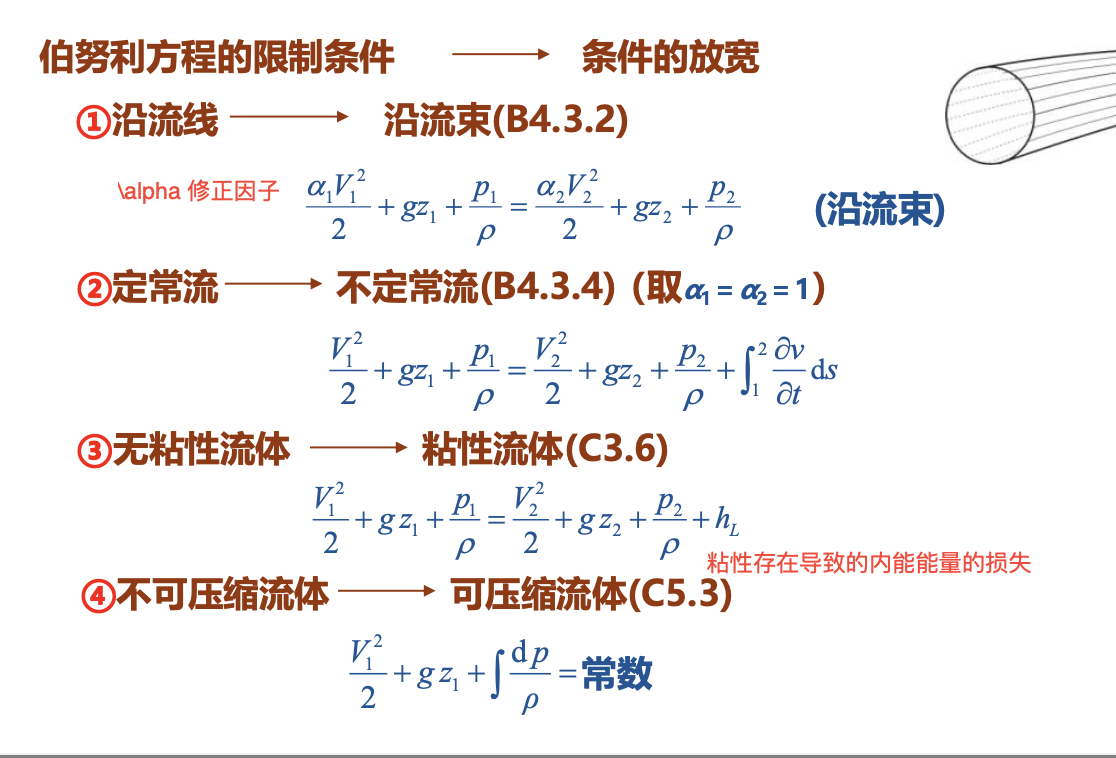 伯努利方程的限制条件 ⟶ 条件的放宽
①沿流线 ⟶ 沿流束(B4.3.2)
\alpha 修正因子 $\frac{\alpha_1 V_1^2}{2} + gz_1 + \frac{p_1}{\rho} = \frac{\alpha_2 V_2^2}{2} + gz_2 + \frac{p_2}{\rho}$ (沿流束)
②定常流 ⟶ 不定常流(B4.3.4)（取α₁ = α₂ = 1）
$\frac{V_1^2}{2} + gz_1 + \frac{p_1}{\rho} = \frac{V_2^2}{2} + gz_2 + \frac{p_2}{\rho} + \int_1^2 \frac{\partial v}{\partial t} \mathrm{d}s$
③无粘性流体 ⟶ 粘性流体(C3.6)
$\frac{V_1^2}{2} + gz_1 + \frac{p_1}{\rho} = \frac{V_2^2}{2} + gz_2 + \frac{p_2}{\rho} + h_L$
粘性存在导致的内能能量的损失
④不可压缩流体 ⟶ 可压缩流体(C5.3)
$\frac{V_1^2}{2} + gz_1 + \int \frac{\mathrm{d}p}{\rho} = $常数